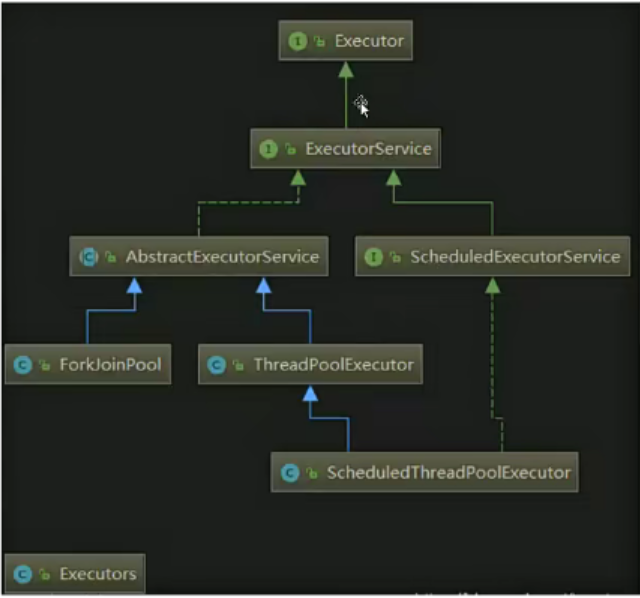 Executor
ExecutorService
AbstractExecutorService
ScheduledExecutorService
ForkJoinPool
ThreadPoolExecutor
ScheduledThreadPoolExecutor
Executors